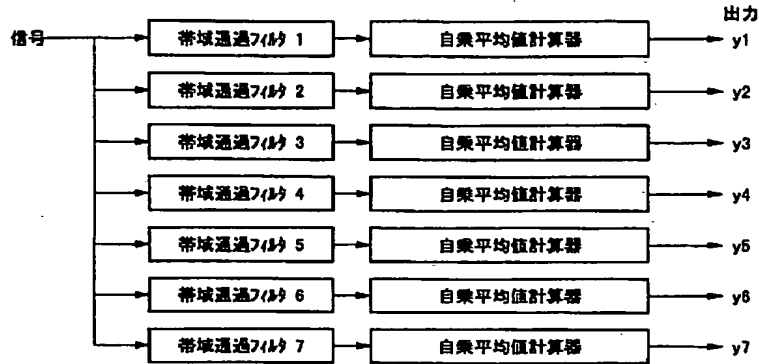 出力
信号 帯域通過フィルタ 1 自乗平均値計算器 y1
帯域通過フィルタ 2 自乗平均値計算器 y2
帯域通過フィルタ 3 自乗平均値計算器 y3
帯域通過フィルタ 4 自乗平均値計算器 y4
帯域通過フィルタ 5 自乗平均値計算器 y5
帯域通過フィルタ 6 自乗平均値計算器 y6
帯域通過フィルタ 7 自乗平均値計算器 y7